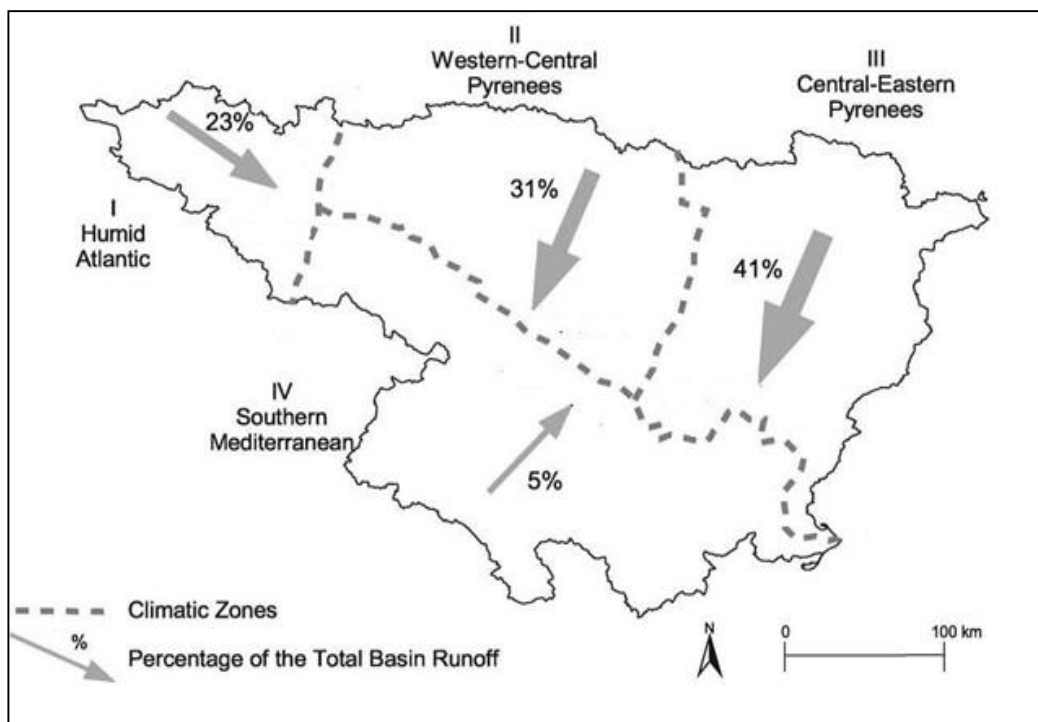 II
Western-Central
Pyrenees
III
Central-Eastern
Pyrenees
23%
31%
41%
I
Humid
Atlantic
IV
Southern
Mediterranean
5%
Climatic Zones
%
Percentage of the Total Basin Runoff
N
0
100 km